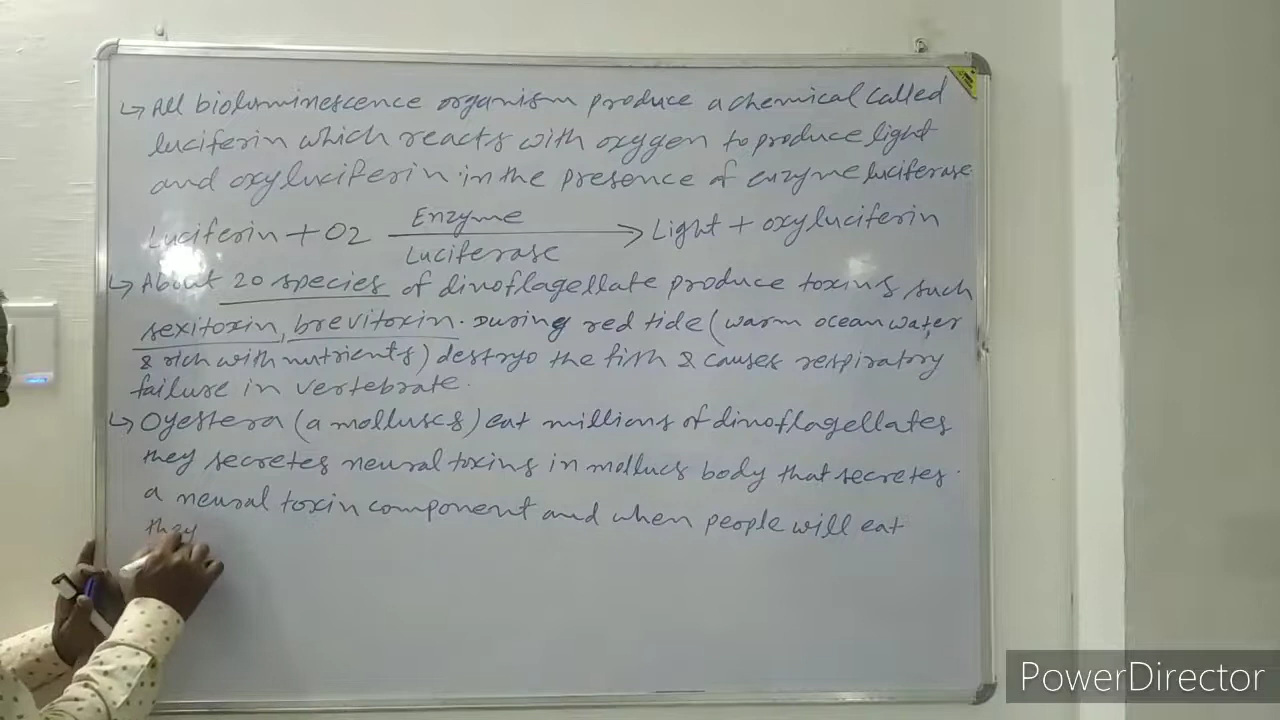 ↳ All bioluminescence organism produce a chemical called
luciferin which reacts with oxygen to produce light
and oxyluciferin in the presence of enzyme luciferase
Luciferin + O2 Enzyme Luciferase → Light + oxyluciferin
↳ About 20 species of dinoflagellate produce toxins such
sexitoxin, brevitoxin. During red tide (warm ocean water
& rich with nutrients) destryo the fish & causes respiratory
failure in vertebrate.
↳ Oyestera (a molluscs) eat millions of dinoflagellates
they secretes neural toxins in mollucs body that secretes
a neural toxin component and when people will eat
they
PowerDirector